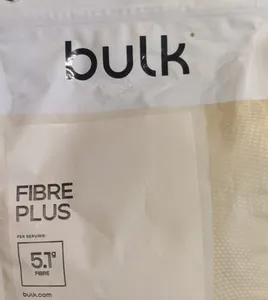 bulk
FIBRE
PLUS
PER SERVING:
5.1g
FIBRE
bulk.com